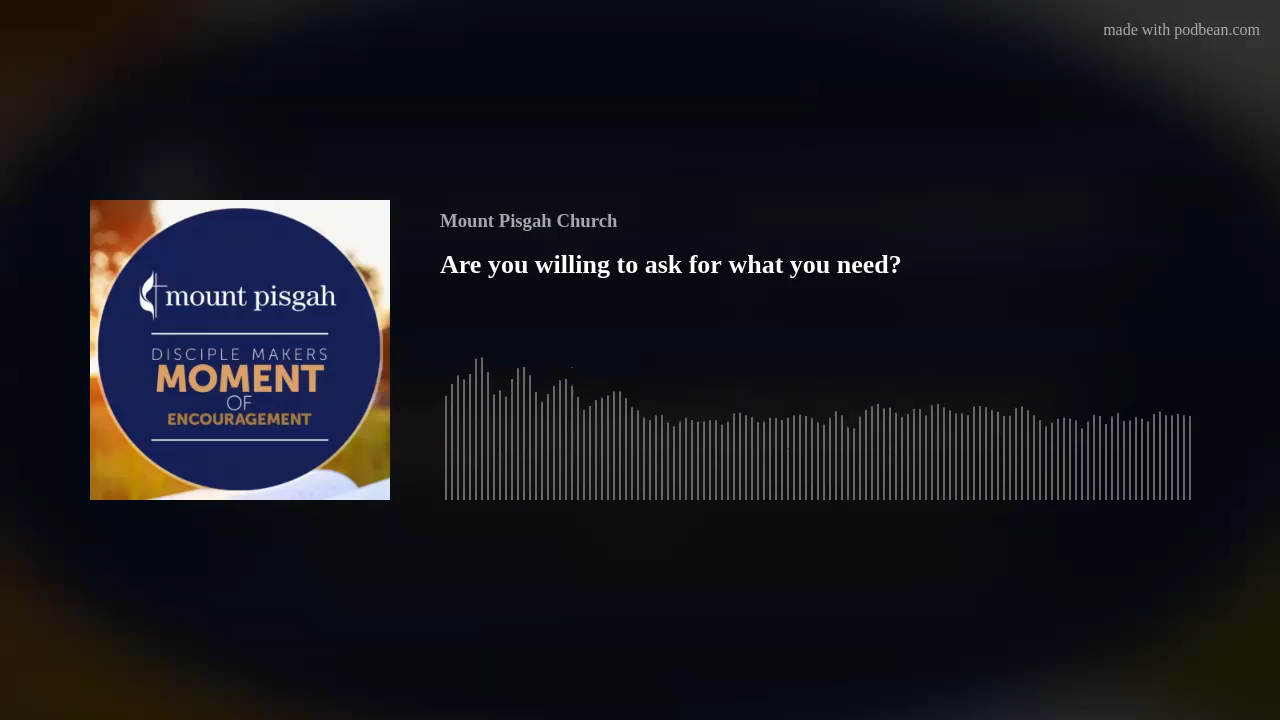 made with podbean.com
Mount Pisgah Church
Are you willing to ask for what you need?
mount pisgah
DISCIPLE MAKERS
MOMENT
OF
ENCOURAGEMENT